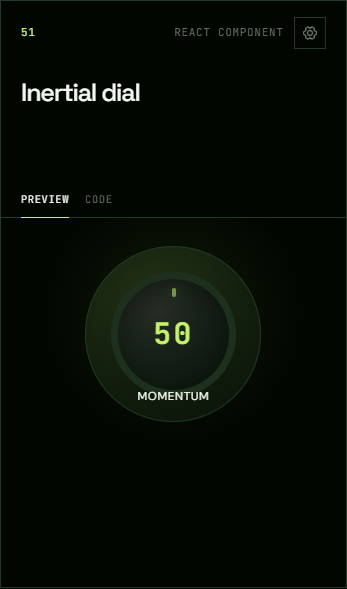 51 REACT COMPONENT
Inertial dial
PREVIEW CODE
50
MOMENTUM